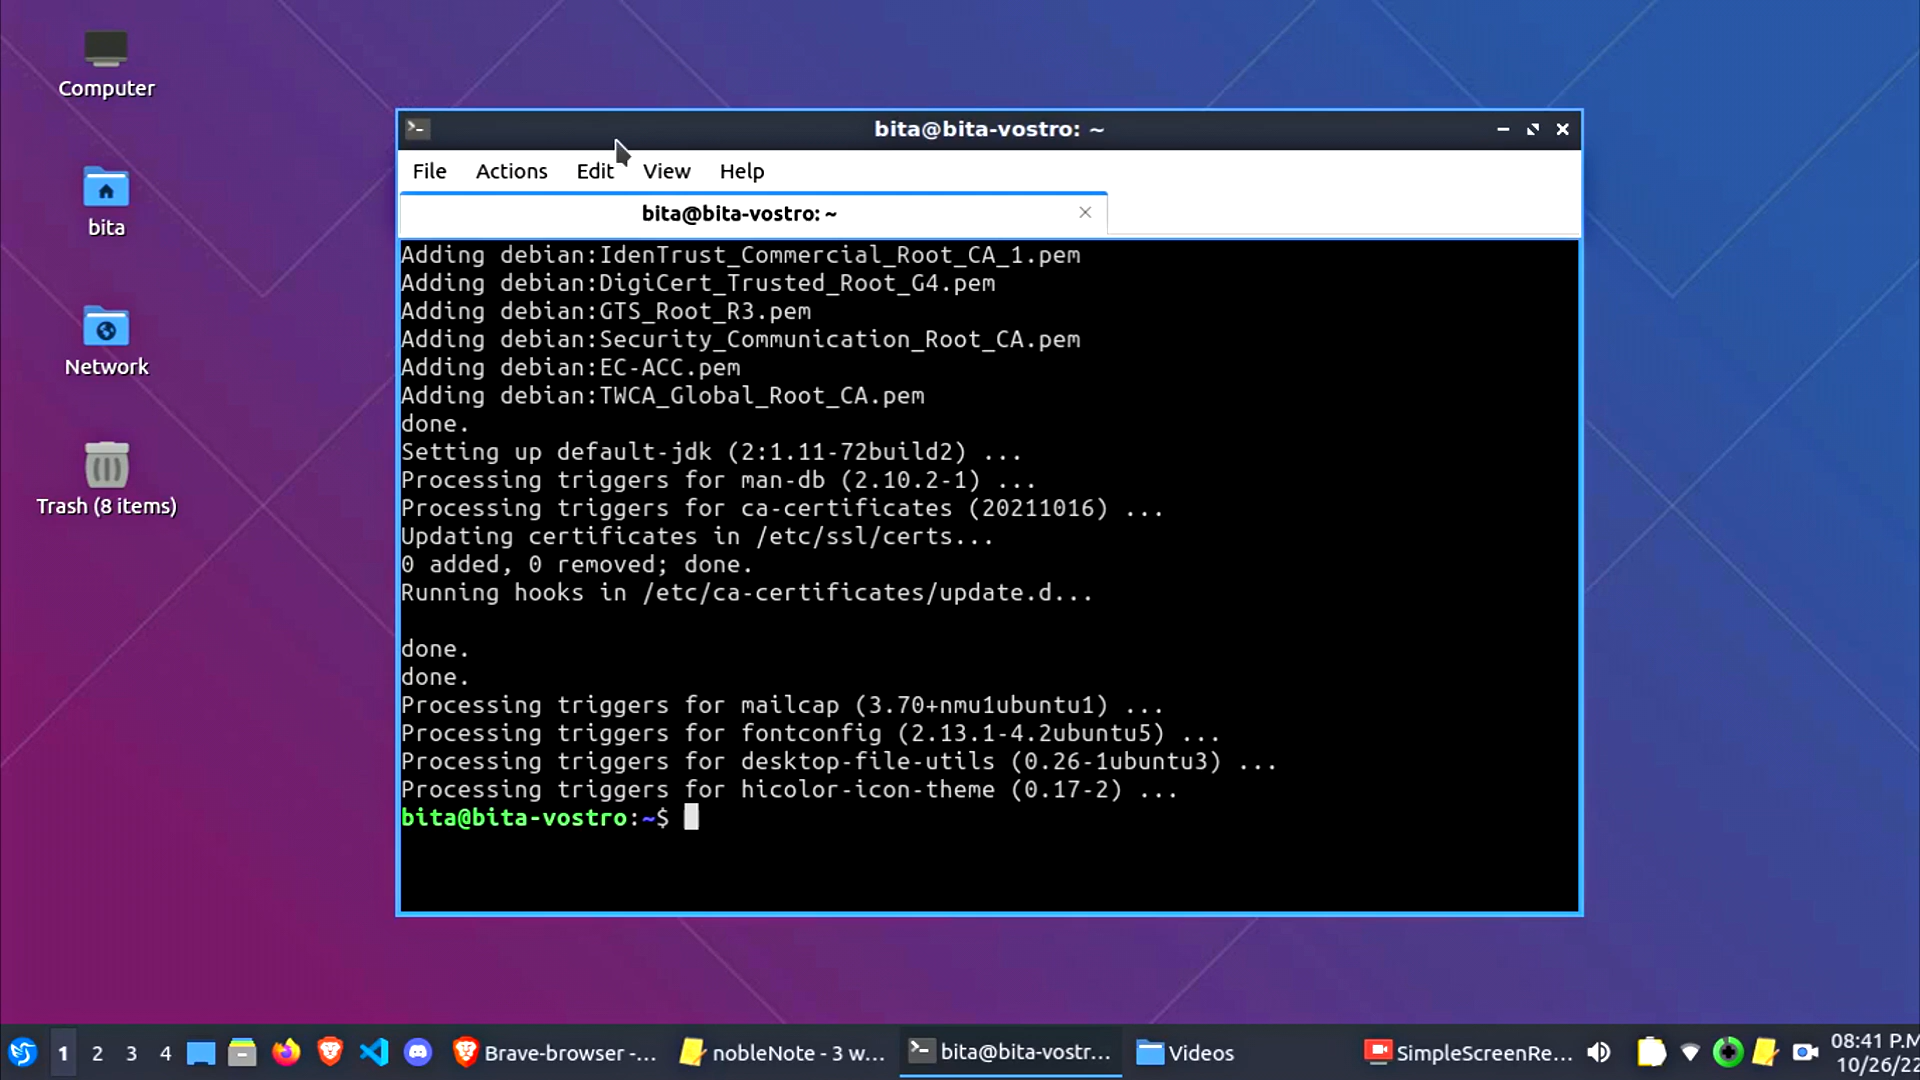 Computer
bita
Network
Trash (8 items)
bita@bita-vostro: ~
File Actions Edit View Help
bita@bita-vostro: ~
Adding debian:IdenTrust_Commercial_Root_CA_1.pem
Adding debian:DigiCert_Trusted_Root_G4.pem
Adding debian:GTS_Root_R3.pem
Adding debian:Security_Communication_Root_CA.pem
Adding debian:EC-ACC.pem
Adding debian:TWCA_Global_Root_CA.pem
done.
Setting up default-jdk (2:1.11-72build2) ...
Processing triggers for man-db (2.10.2-1) ...
Processing triggers for ca-certificates (20211016) ...
Updating certificates in /etc/ssl/certs...
0 added, 0 removed; done.
Running hooks in /etc/ca-certificates/update.d...
done.
done.
Processing triggers for mailcap (3.70+nmu1ubuntu1) ...
Processing triggers for fontconfig (2.13.1-4.2ubuntu5) ...
Processing triggers for desktop-file-utils (0.26-1ubuntu3) ...
Processing triggers for hicolor-icon-theme (0.17-2) ...
bita@bita-vostro:~$
1 2 3 4 Brave-browser -... nobleNote - 3 w... bita@bita-vostr... Videos SimpleScreenRe... 08:41 P.M
10/26/22